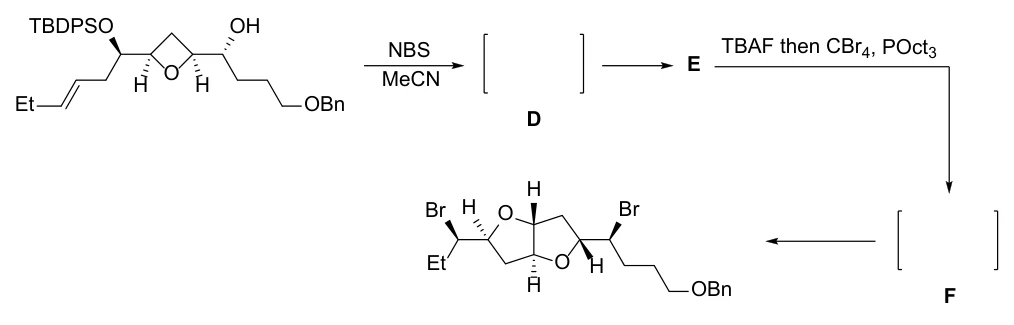 TBDPSO
OH
H
O
H
Et
OBn
NBS
MeCN
D
E
TBAF then CBr₄, POct₃
F
H
Br
H
O
Br
Et
O
H
H
OBn